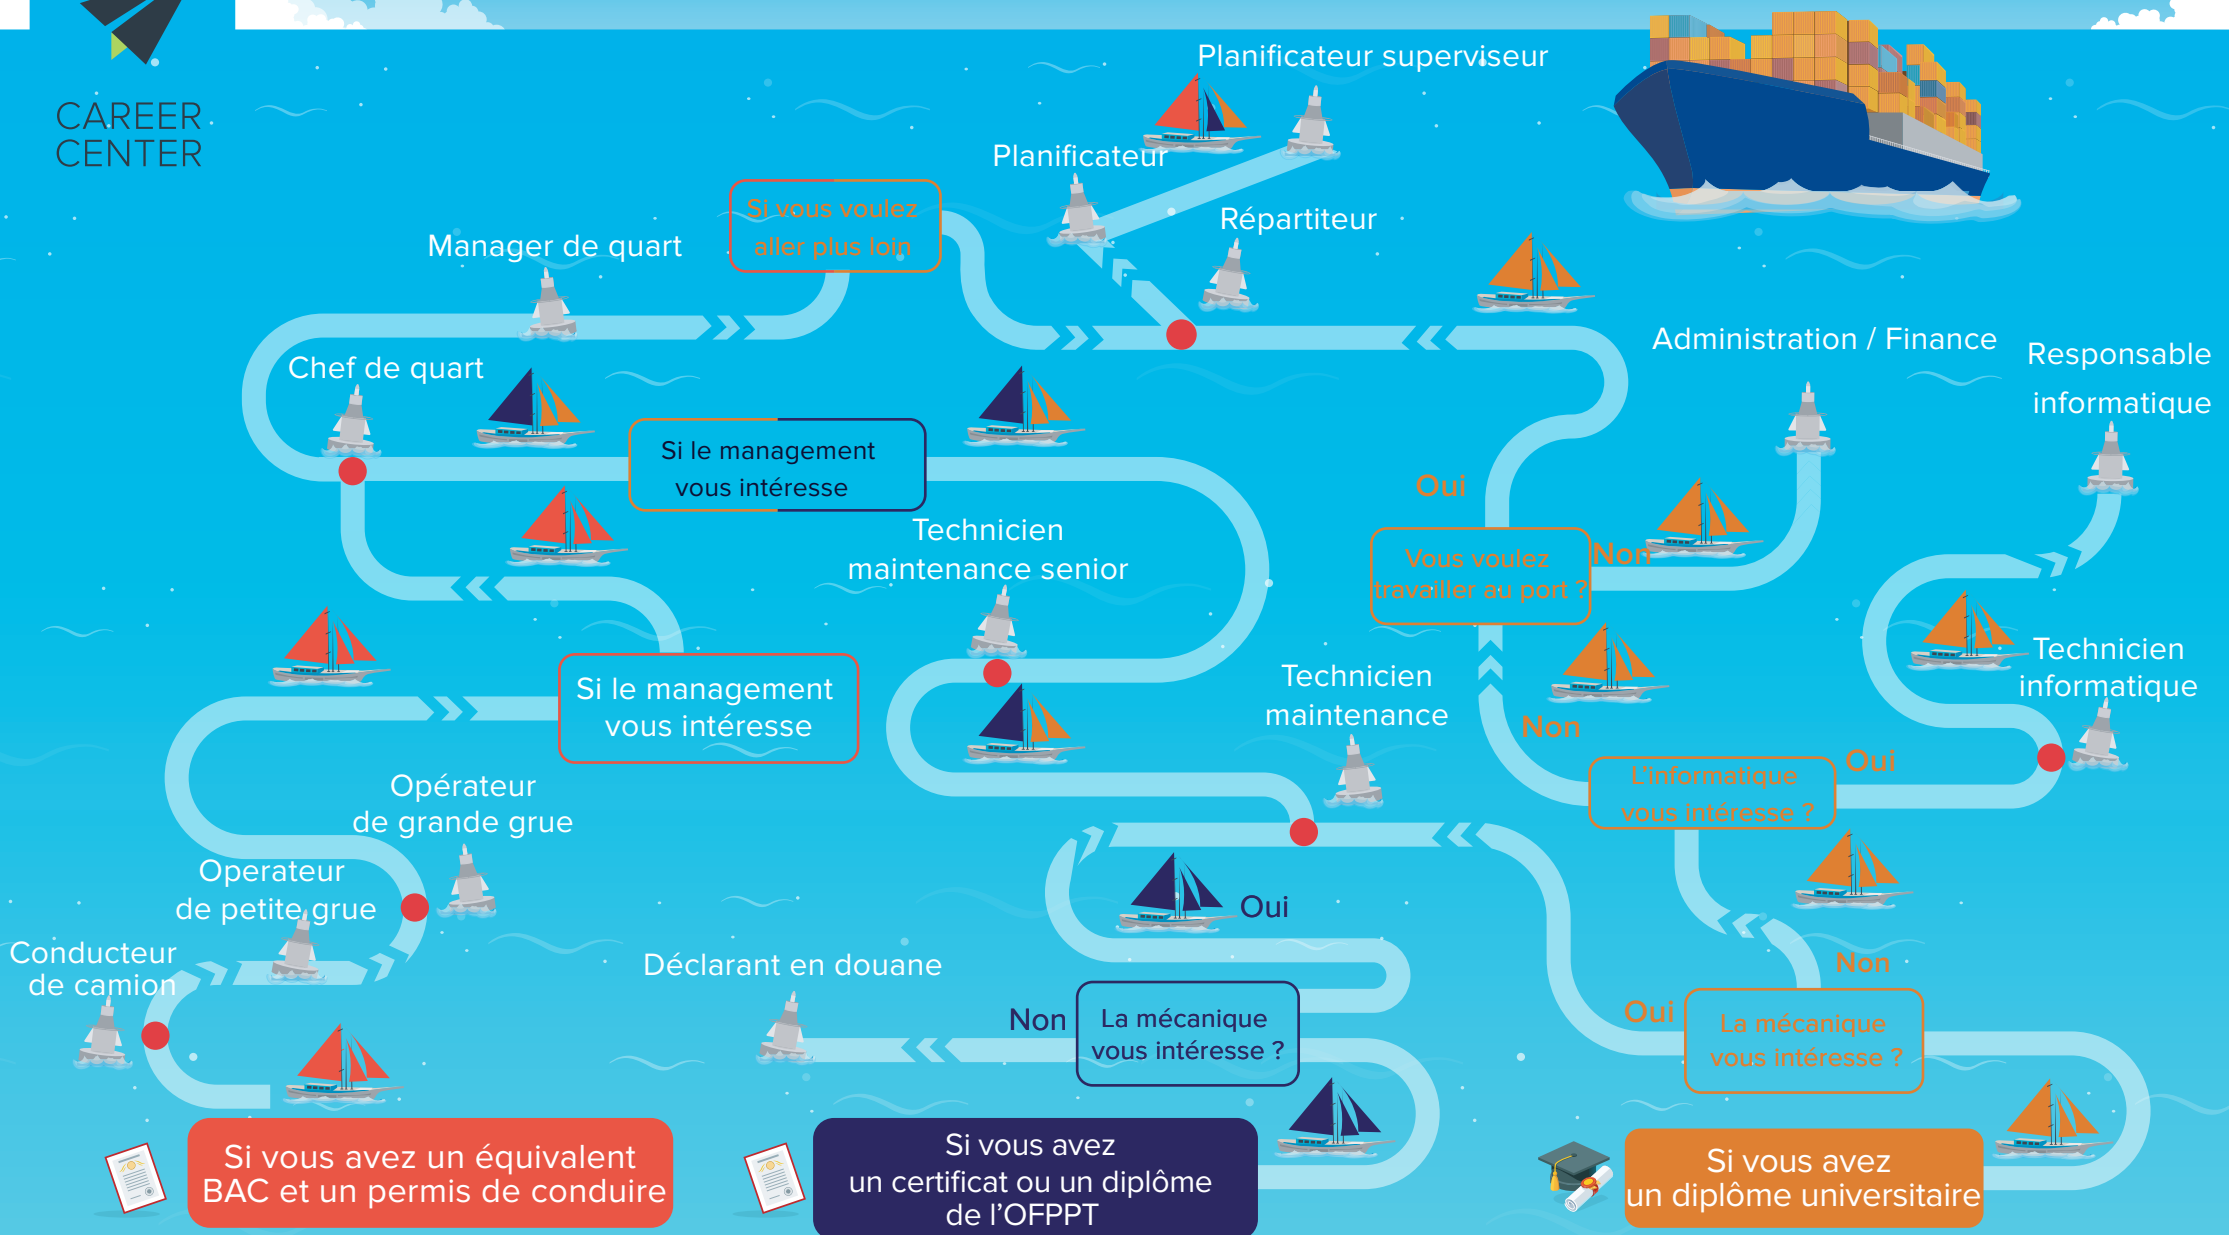 CAREER
CENTER
Planificateur superviseur
Planificateur
Si vous voulez
aller plus loin
Répartiteur
Manager de quart
Administration / Finance
Responsable
informatique
Chef de quart
Si le management
vous intéresse
Oui
Technicien
maintenance senior
Vous voulez
travailler au port ?
Non
Technicien
informatique
Si le management
vous intéresse
Technicien
maintenance
Non
L'informatique
vous intéresse ?
Oui
Opérateur
de grande grue
Operateur
de petite grue
Oui
Conducteur
de camion
Déclarant en douane
Non
Non
La mécanique
vous intéresse ?
Oui
La mécanique
vous intéresse ?
Si vous avez un équivalent
BAC et un permis de conduire
Si vous avez
un certificat ou un diplôme
de l’OFPPT
Si vous avez
un diplôme universitaire